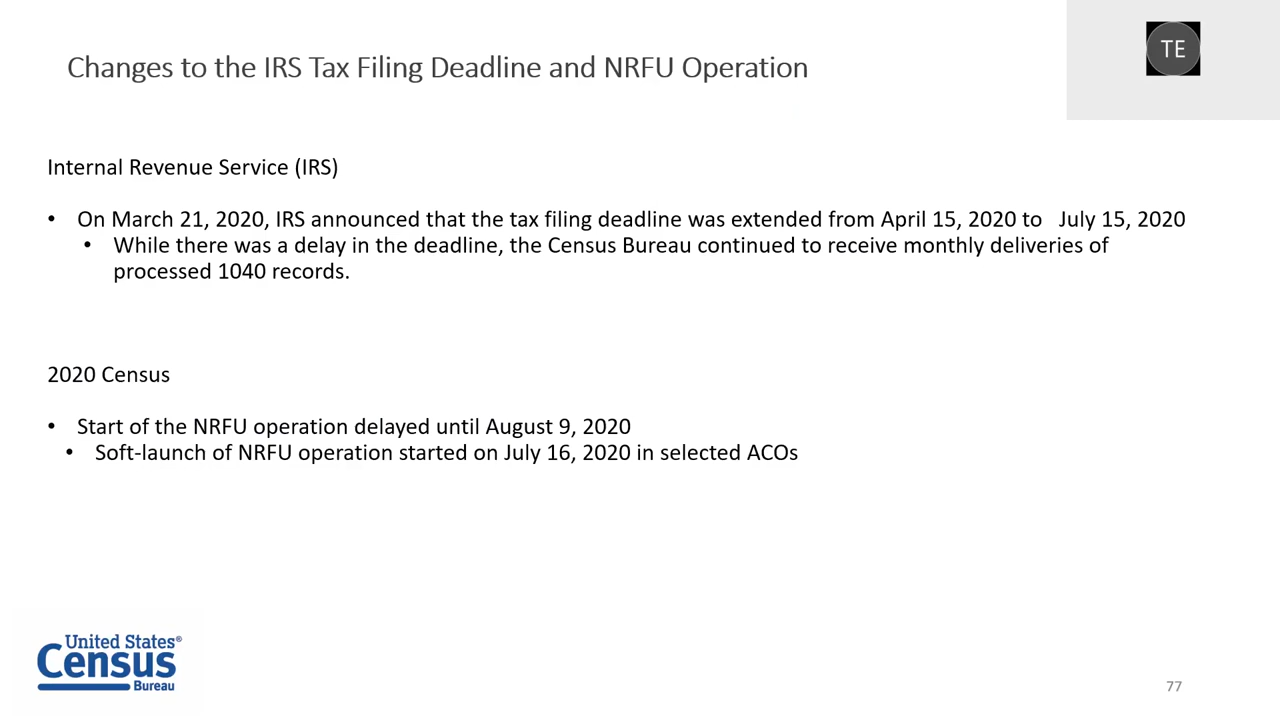 TE
Changes to the IRS Tax Filing Deadline and NRFU Operation
Internal Revenue Service (IRS)
• On March 21, 2020, IRS announced that the tax filing deadline was extended from April 15, 2020 to July 15, 2020
• While there was a delay in the deadline, the Census Bureau continued to receive monthly deliveries of
processed 1040 records.
2020 Census
• Start of the NRFU operation delayed until August 9, 2020
• Soft-launch of NRFU operation started on July 16, 2020 in selected ACOs
United States®
Census
Bureau
77